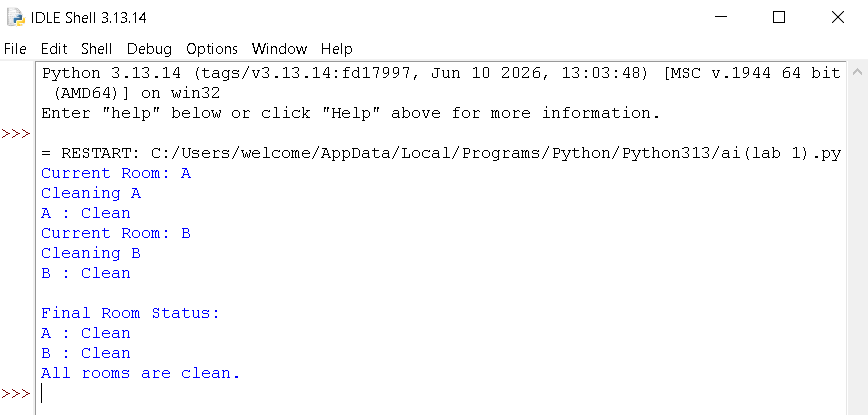 IDLE Shell 3.13.14
File Edit Shell Debug Options Window Help
Python 3.13.14 (tags/v3.13.14:fd17997, Jun 10 2026, 13:03:48) [MSC v.1944 64 bit
(AMD64)] on win32
Enter "help" below or click "Help" above for more information.
>>>
= RESTART: C:/Users/welcome/AppData/Local/Programs/Python/Python313/ai(lab 1).py
Current Room: A
Cleaning A
A : Clean
Current Room: B
Cleaning B
B : Clean
Final Room Status:
A : Clean
B : Clean
All rooms are clean.
>>>